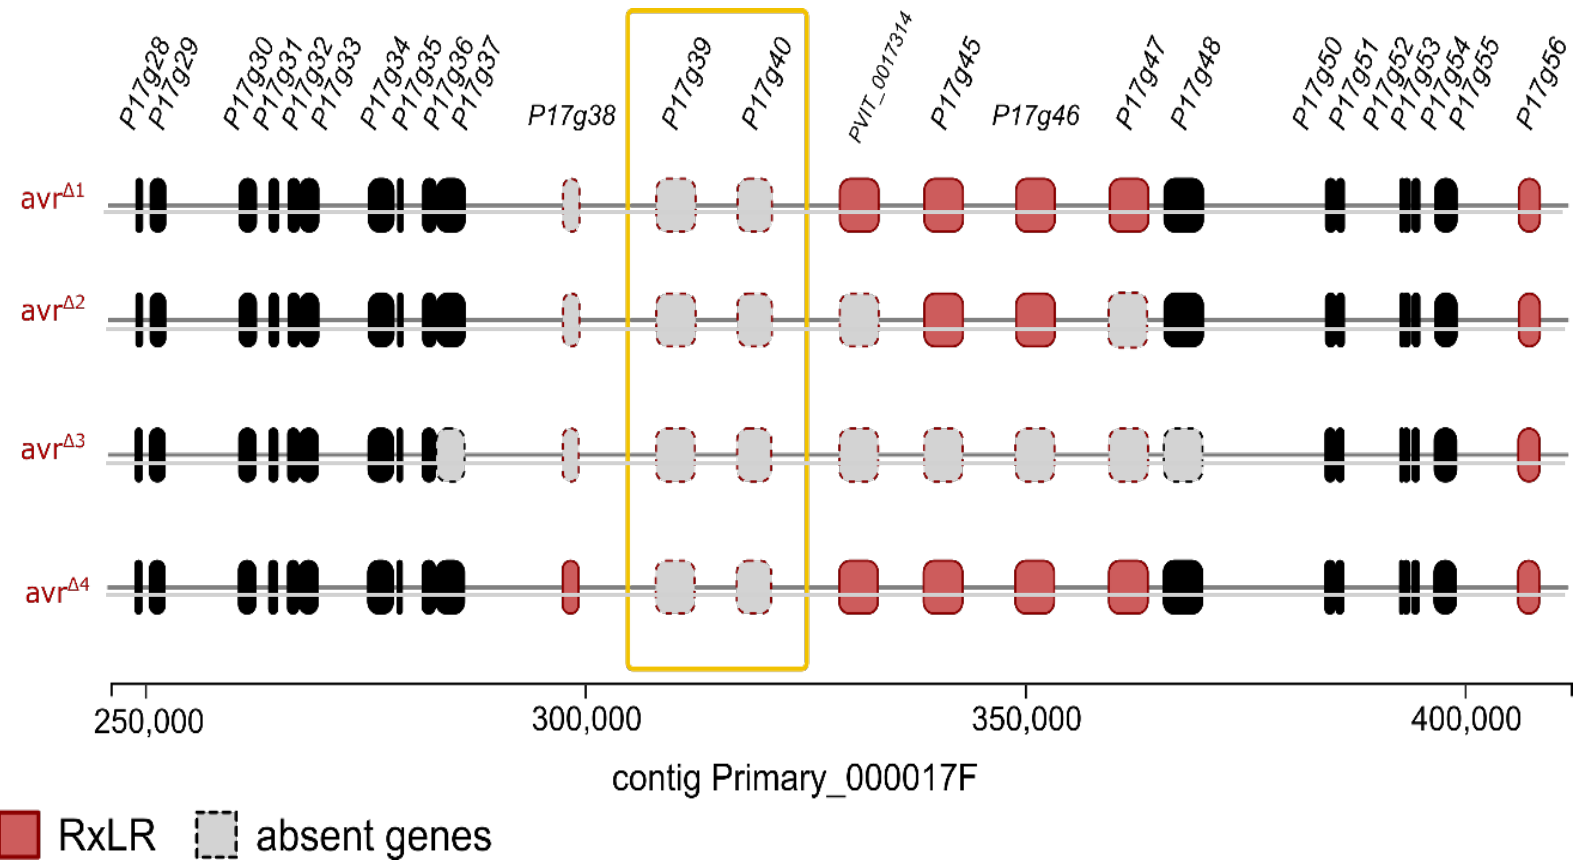 P17g28 P17g29 P17g30 P17g31 P17g32 P17g33 P17g34 P17g35 P17g36 P17g37 P17g38 P17g39 P17g40 PVIT_0017314 P17g45 P17g46 P17g47 P17g48 P17g50 P17g51 P17g52 P17g53 P17g54 P17g55 P17g56
avrΔ1
avrΔ2
avrΔ3
avrΔ4
250,000 300,000 350,000 400,000
contig Primary_000017F
RxLR absent genes